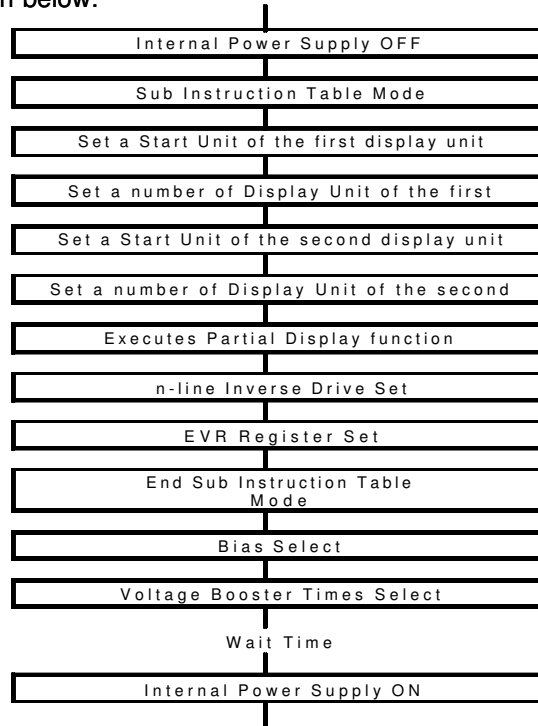 below.
Internal Power Supply OFF
Sub Instruction Table Mode
Set a Start Unit of the first display unit
Set a number of Display Unit of the first
Set a Start Unit of the second display unit
Set a number of Display Unit of the second
Executes Partial Display function
n-line Inverse Drive Set
EVR Register Set
End Sub Instruction Table
Mode
Bias Select
Voltage Booster Times Select
Wait Time
Internal Power Supply ON